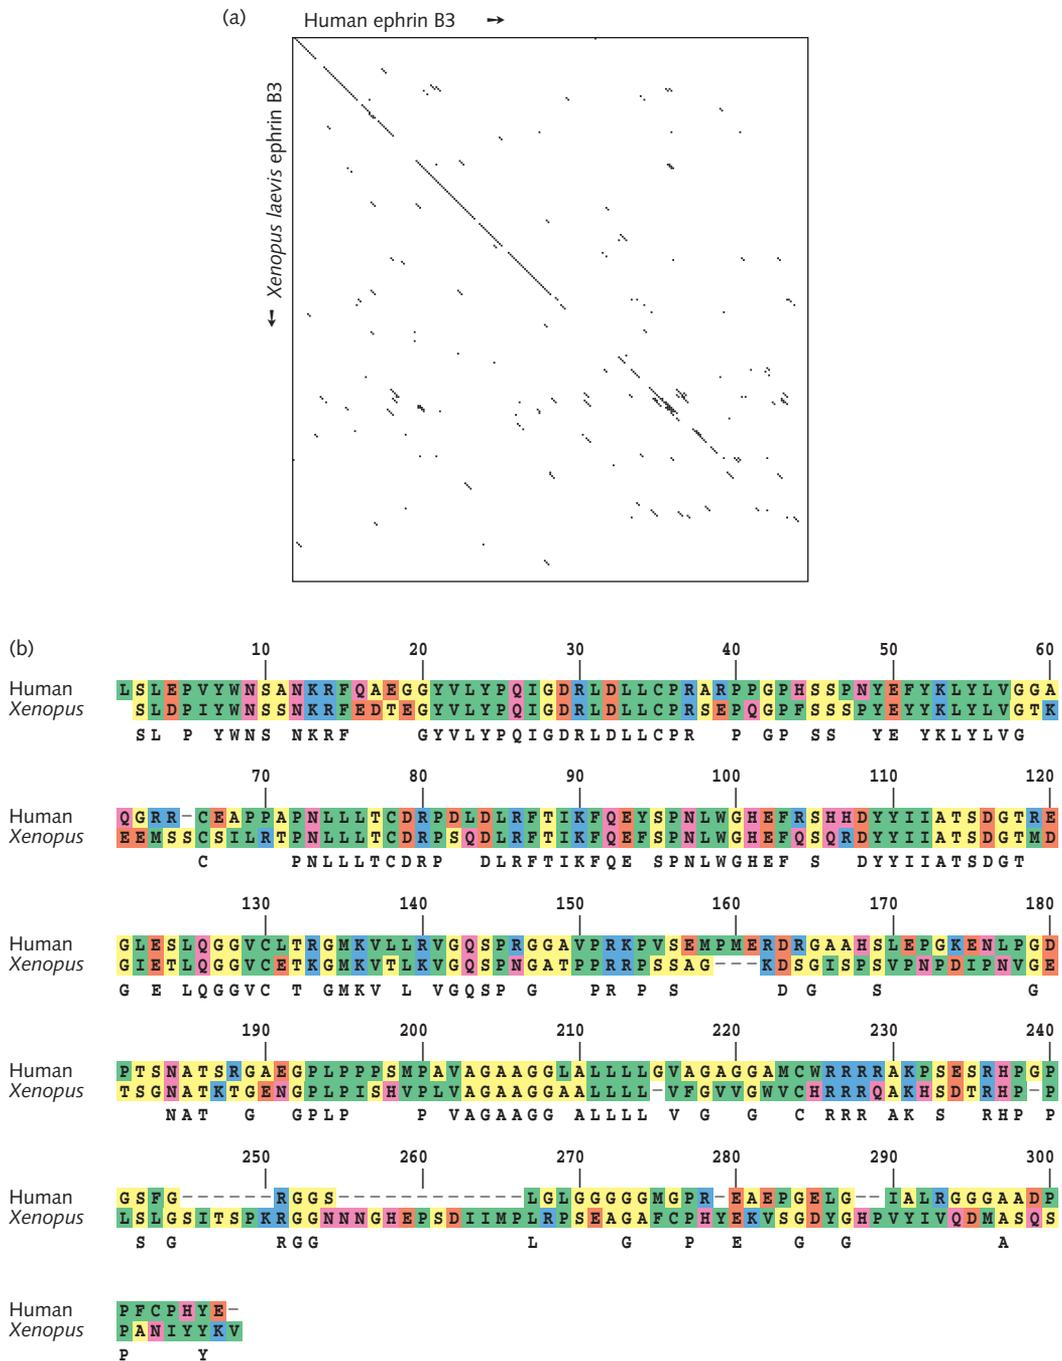 (a) Human ephrin B3 →
← Xenopus laevis ephrin B3
(b)
10 20 30 40 50 60
Human LSLEPVYWNSANKRFQAEGGYVLYPQIGDRLDLLCPRARPPGPHSSPNYEFYKLYLVGGA
Xenopus SLDPIYWNSSNKRFEDTEGYVLYPQIGDRLDLLCPRSEPQGPFSSSPYEYYKLYLVGTK
SL P YWNS NKRF GYVLYPQIGDRLDLLCPR P GP SS YE YKLYLVG
70 80 90 100 110 120
Human QGRR-CEAPPAPNLLLTCDRPDLDLRFTIKFQEYSPNLWGHEFRSHHDYYIIATSDGTRE
Xenopus EEMSSCSILRTPNLLLTCDRPSQDLRFTIKFQEFSPNLWGHEFQSQRDYYIIATSDGTMD
C PNLLLTCDRP DLRFTIKFQE SPNLWGHEF S DYYIIATSDGT
130 140 150 160 170 180
Human GLESLQGGVCLTRGMKVLLRVGQSPRGGAVPRKPVSEMPMERDRGAAHSLEPGKENLPGD
Xenopus GIETLQGGVCETKGMKVTLKVGQSPNGATPPRRPSSAG---KDSGISPSVPNPDIPNVGE
G E LQGGVC T GMKV L VGQSP G PR P S D G S G
190 200 210 220 230 240
Human PTSNATSRGAEGPLPPPSMPAVAGAAGGLALLLLGVAGAGGAMCWRRRRAKPSESRHPGP
Xenopus TSGNATKTGENGPLPISHVPLVAGAAGGAALLLL-VFGVVGWVCHRRRQAKHSDTRHP-P
NAT G GPLP P VAGAAGG ALLLL V G G C RRR AK S RHP P
250 260 270 280 290 300
Human GSFG------RGGS------------LGLGGGGGMGPR-EAEPGELG--IALRGGGAADP
Xenopus LSLGSITSPKRGGNNNGHEPSDIIMPLRPSEAGAFCPHYEKVSGDYGHPVYIVQDMASQS
S G RGG L G P E G G A
Human PFCPHYE-
Xenopus PANIYYKV
P Y